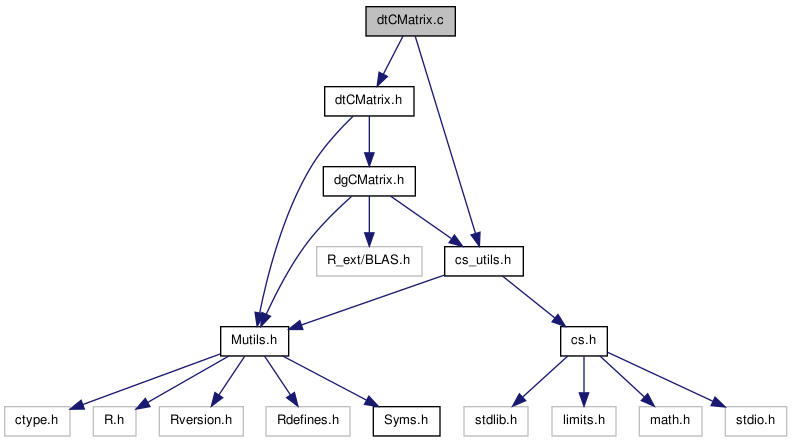 dtCMatrix.c
dtCMatrix.h
dgCMatrix.h
R_ext/BLAS.h
cs_utils.h
Mutils.h
cs.h
ctype.h
R.h
Rversion.h
Rdefines.h
Syms.h
stdlib.h
limits.h
math.h
stdio.h